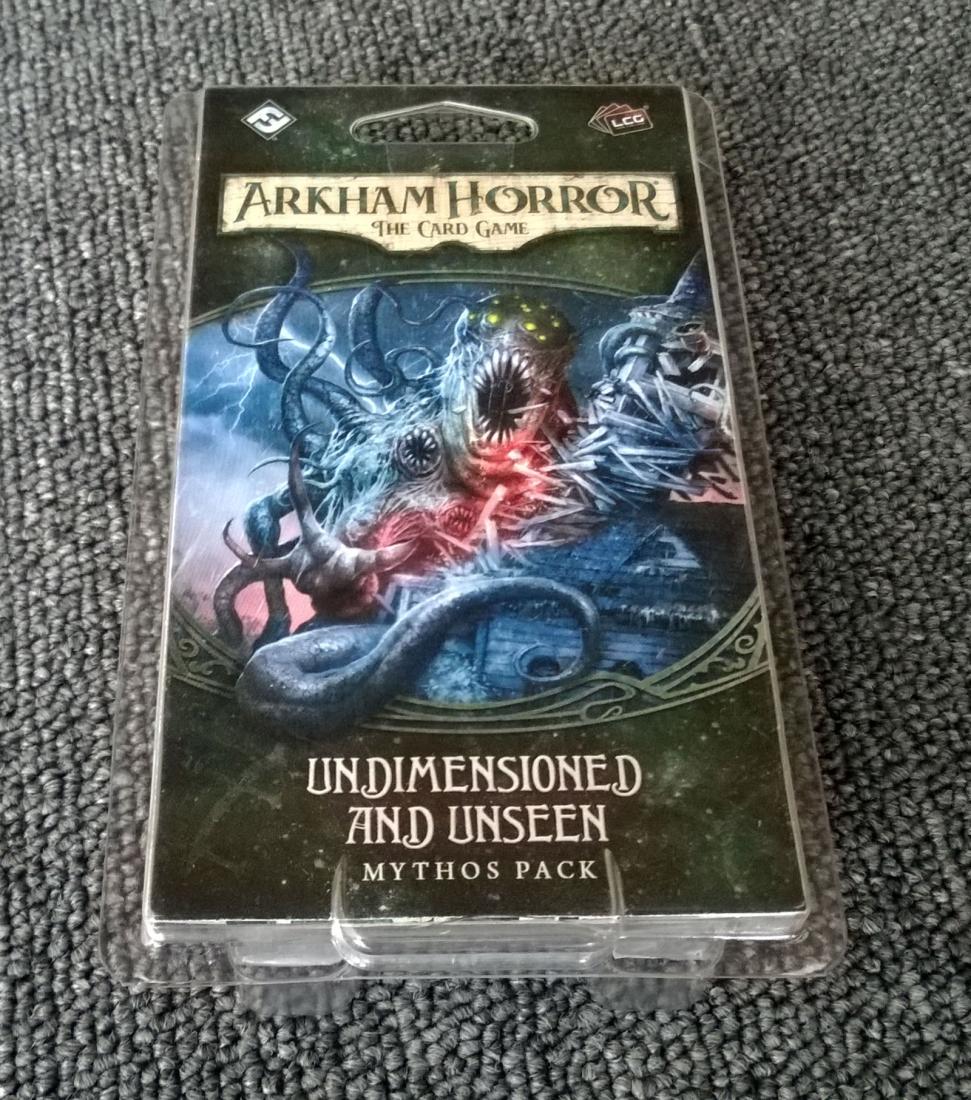 LCG
ARKHAM HORROR
THE CARD GAME
UNDIMENSIONED
AND UNSEEN
MYTHOS PACK